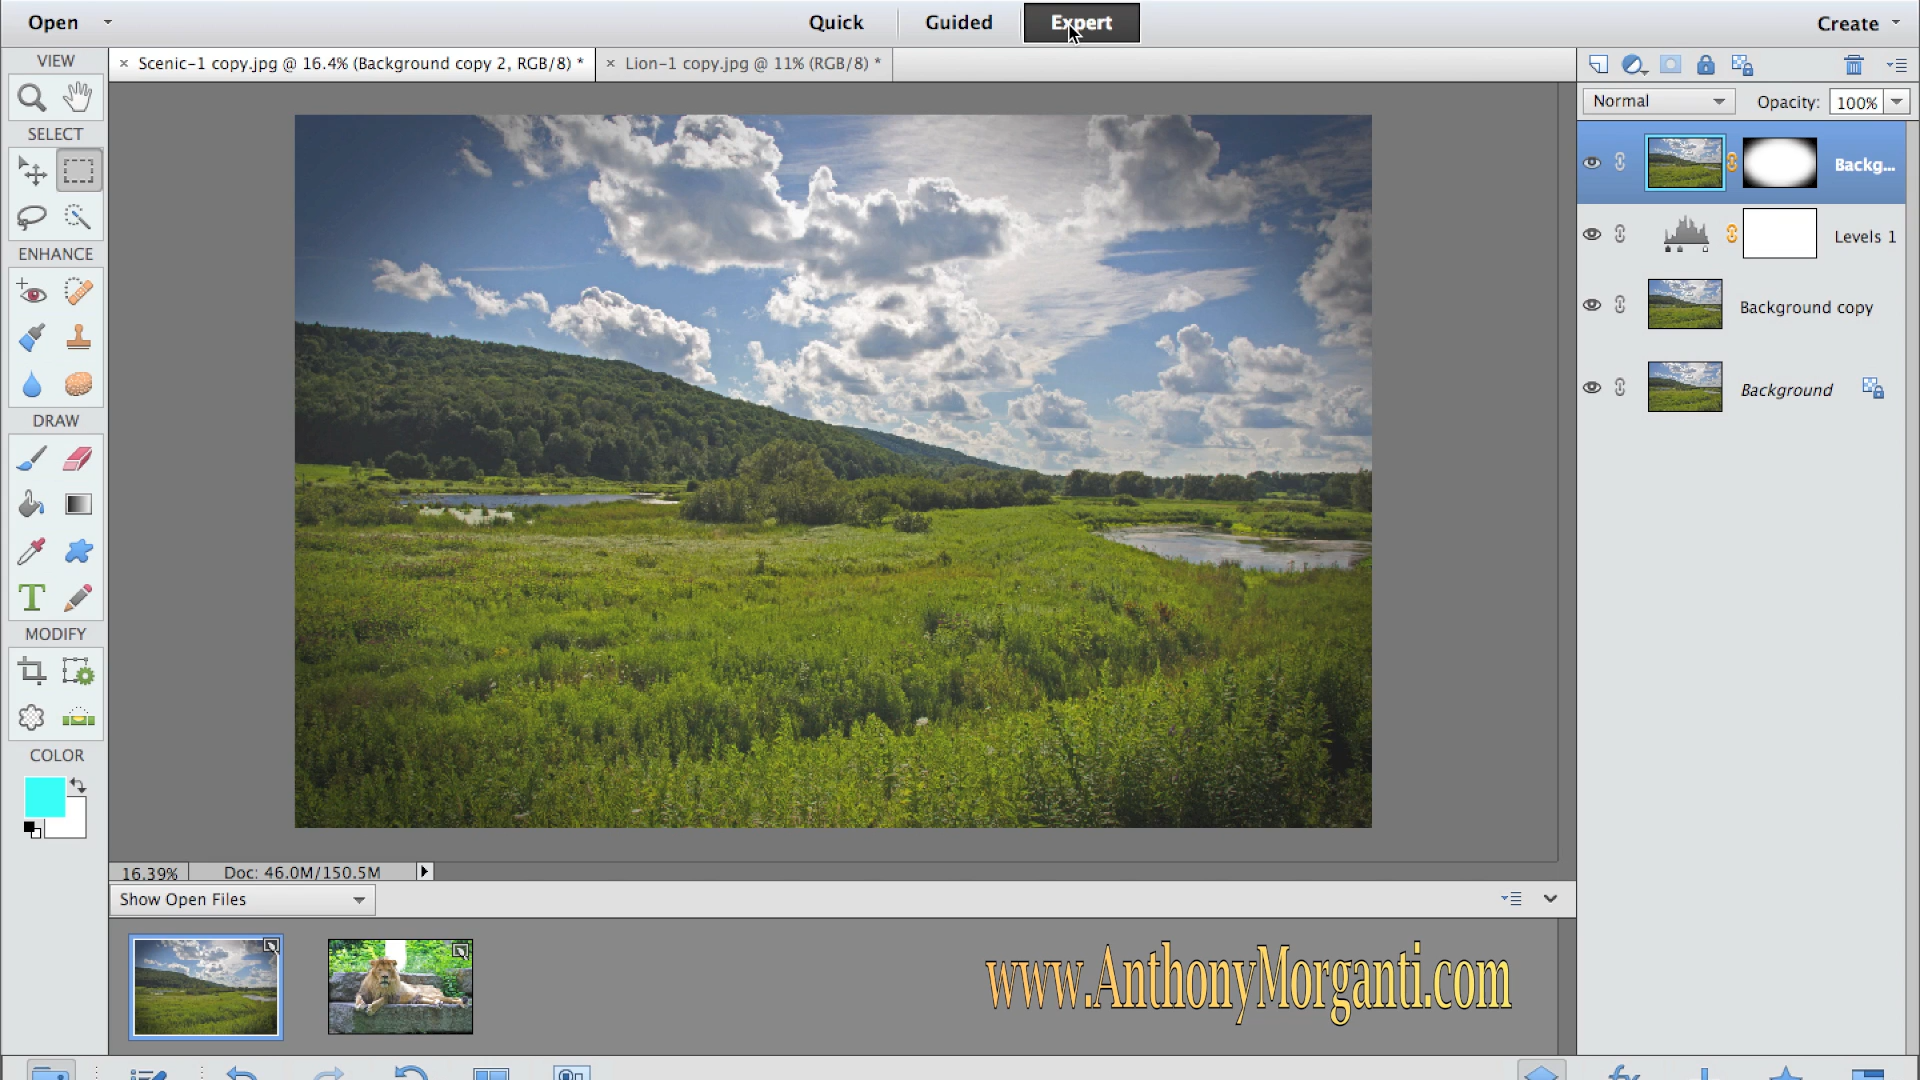 Open Quick Guided Expert Create
VIEW
× Scenic-1 copy.jpg @ 16.4% (Background copy 2, RGB/8) *
× Lion-1 copy.jpg @ 11% (RGB/8) *
Normal Opacity: 100%
SELECT
Backg...
Levels 1
ENHANCE
Background copy
Background
DRAW
T
MODIFY
COLOR
16.39% Doc: 46.0M/150.5M
Show Open Files
www.AnthonyMorganti.com
fx